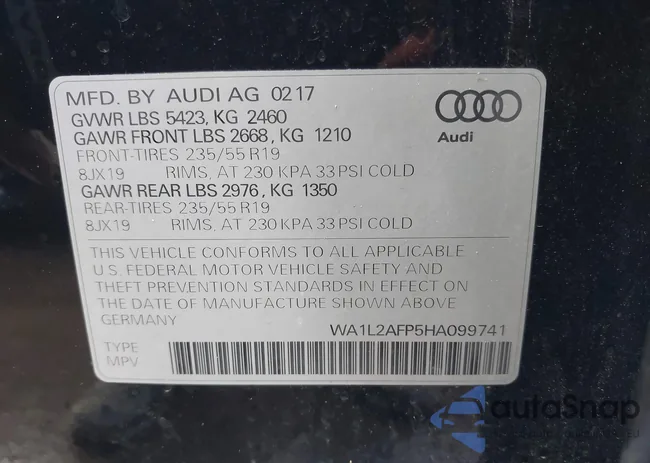 MFD. BY AUDI AG 02 17
GVWR LBS 5423, KG 2460
GAWR FRONT LBS 2668, KG 1210
FRONT-TIRES 235/55 R19
8JX19 RIMS, AT 230 KPA 33 PSI COLD
GAWR REAR LBS 2976, KG 1350
REAR-TIRES 235/55 R19
8JX19 RIMS, AT 230 KPA 33 PSI COLD
Audi
THIS VEHICLE CONFORMS TO ALL APPLICABLE
U.S. FEDERAL MOTOR VEHICLE SAFETY AND
THEFT PREVENTION STANDARDS IN EFFECT ON
THE DATE OF MANUFACTURE SHOWN ABOVE
GERMANY
WA1L2AFP5HA099741
TYPE
MPV
autoSnap
AUTOSNAP.COM.UA